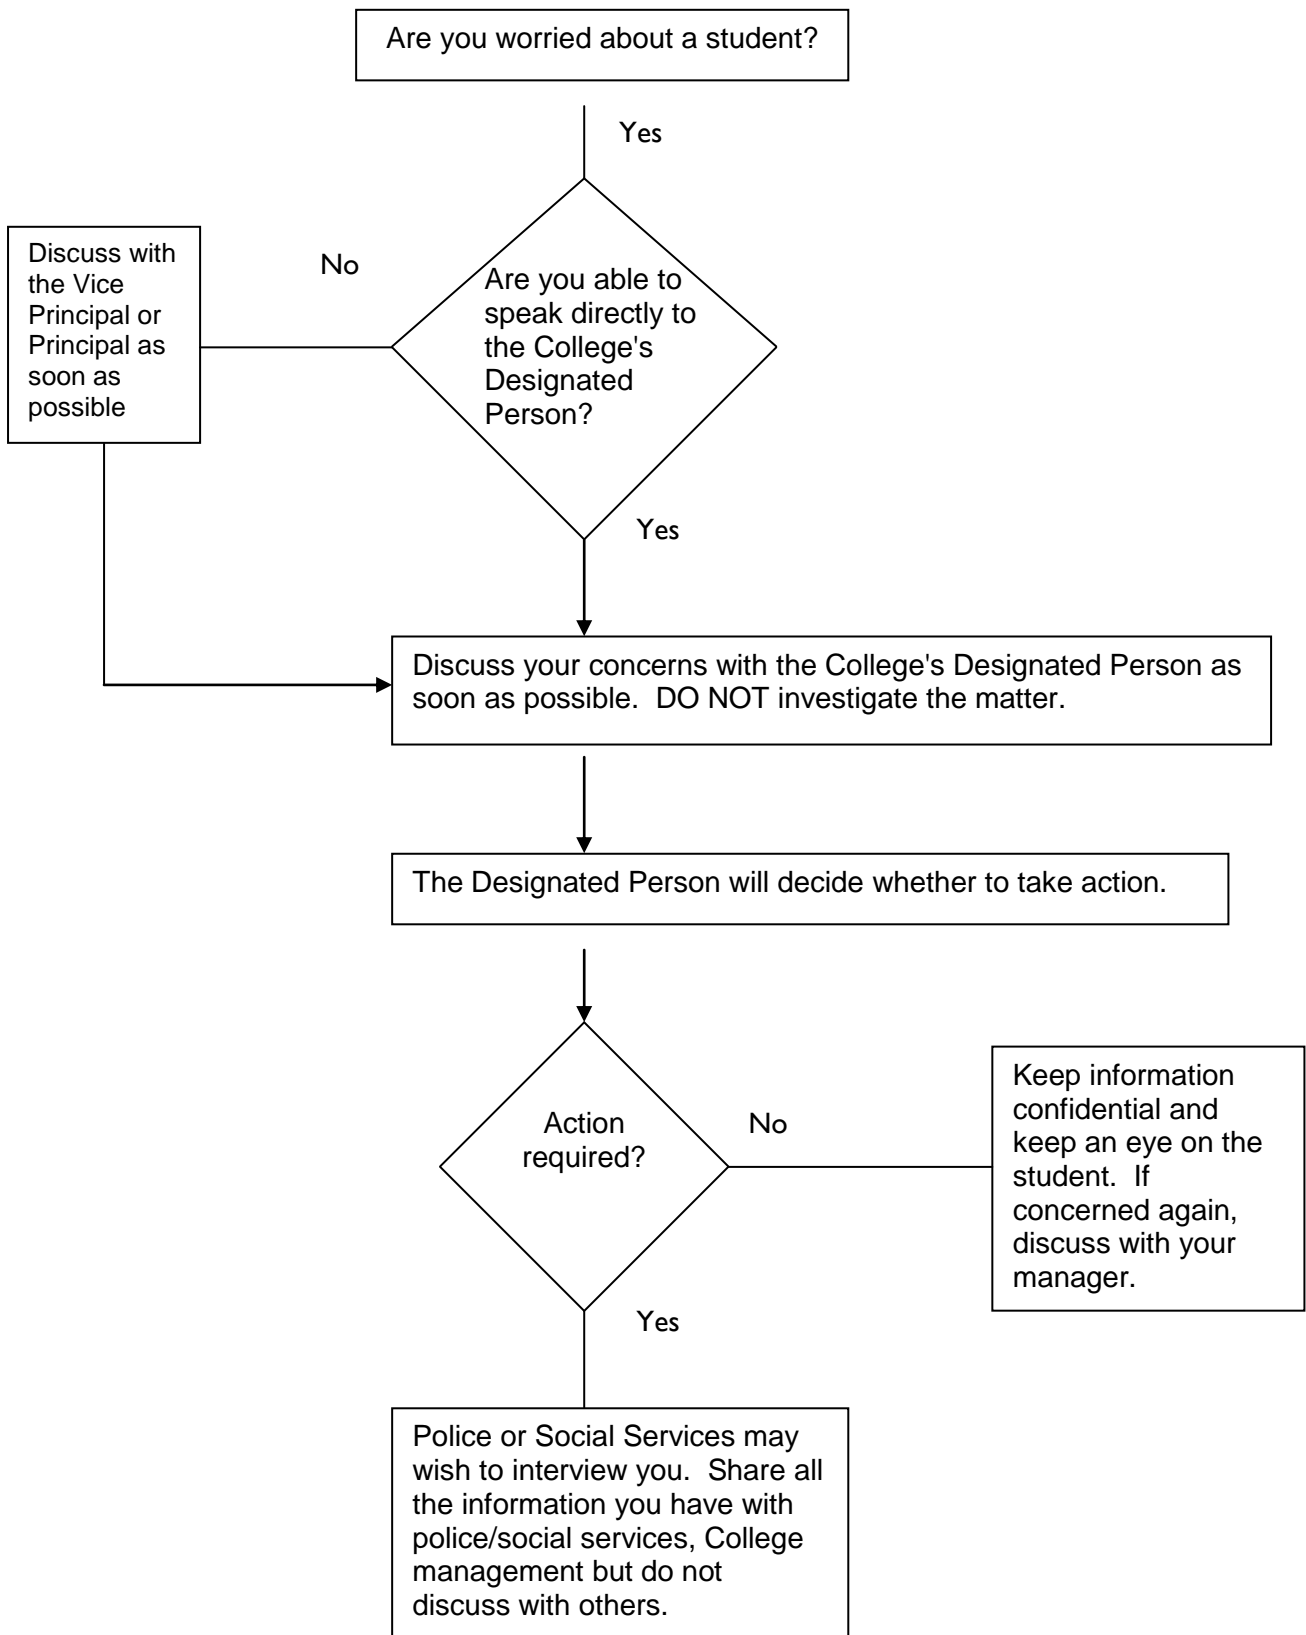 Are you worried about a student?
Yes
Discuss with
the Vice
Principal or
Principal as
soon as
possible
No
Are you able to
speak directly to
the College's
Designated
Person?
Yes
Discuss your concerns with the College's Designated Person as
soon as possible.  DO NOT investigate the matter.
The Designated Person will decide whether to take action.
Action
required?
No
Keep information
confidential and
keep an eye on the
student.  If
concerned again,
discuss with your
manager.
Yes
Police or Social Services may
wish to interview you.  Share all
the information you have with
police/social services, College
management but do not
discuss with others.